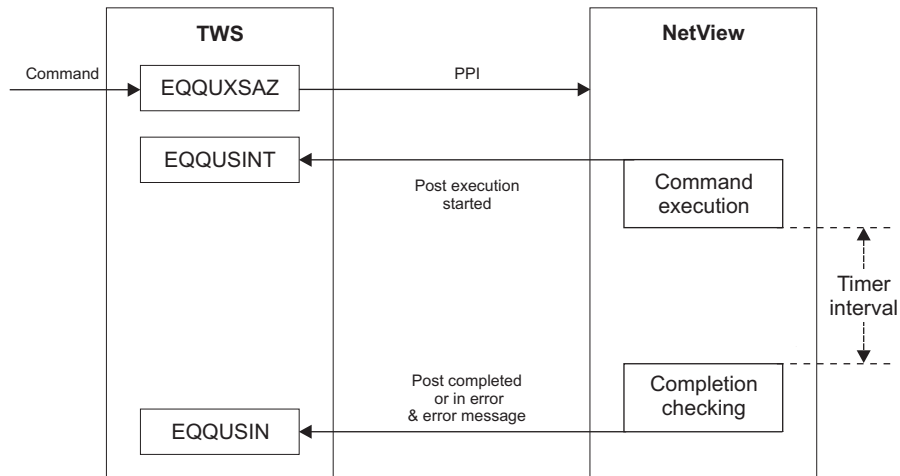 TWS
NetView
Command
EQQUXSAZ
PPI
EQQUSINT
Post execution
started
Command
execution
Timer
interval
Post completed
or in error
& error message
Completion
checking
EQQUSIN